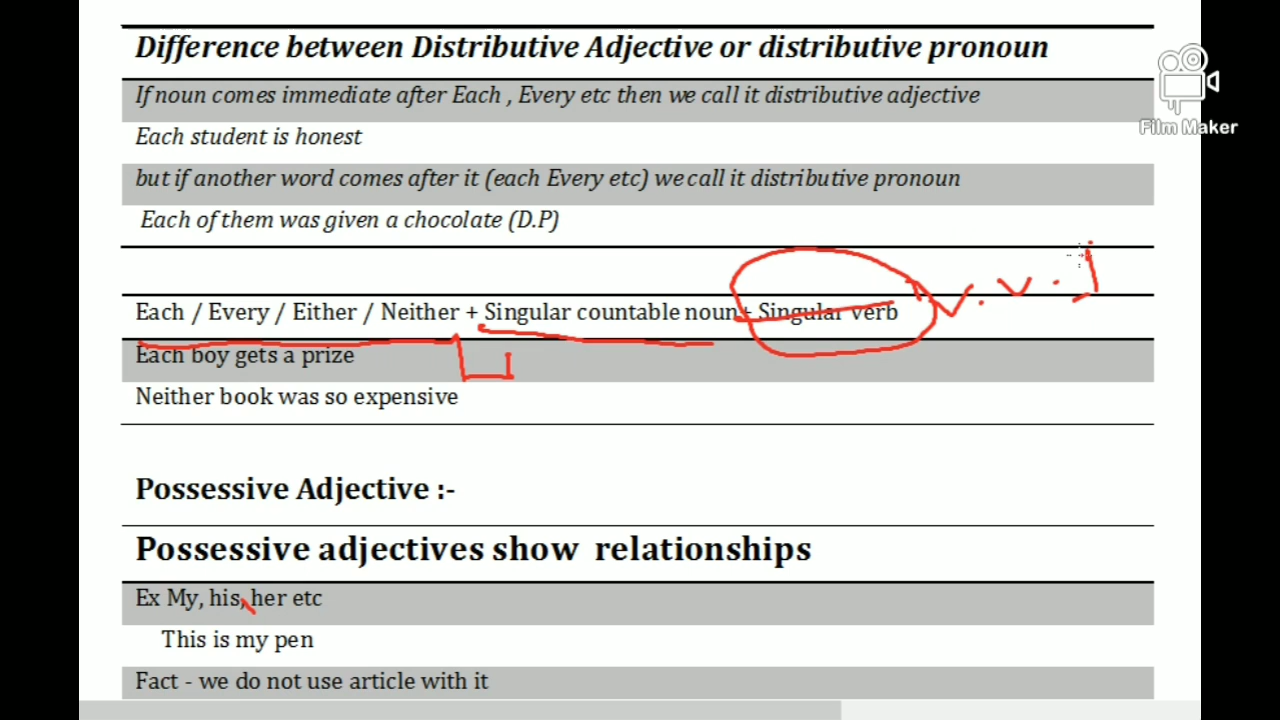 Difference between Distributive Adjective or distributive pronoun
If noun comes immediate after Each , Every etc then we call it distributive adjective
Film Maker
Each student is honest
but if another word comes after it (each Every etc) we call it distributive pronoun
Each of them was given a chocolate (D.P)
v. v. I
Each / Every / Either / Neither + Singular countable noun+ Singular verb
Each boy gets a prize
Neither book was so expensive
Possessive Adjective :-
Possessive adjectives show relationships
Ex My, his, her etc
This is my pen
Fact - we do not use article with it